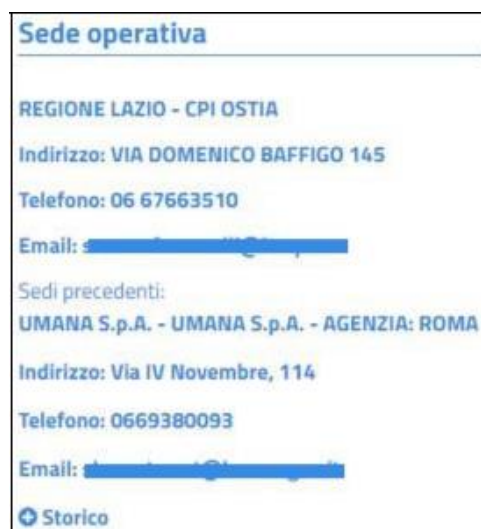 Sede operativa
REGIONE LAZIO - CPI OSTIA
Indirizzo: VIA DOMENICO BAFFIGO 145
Telefono: 06 67663510
Email:
Sedi precedenti:
UMANA S.p.A. - UMANA S.p.A. - AGENZIA: ROMA
Indirizzo: Via IV Novembre, 114
Telefono: 0669380093
Email:
Storico